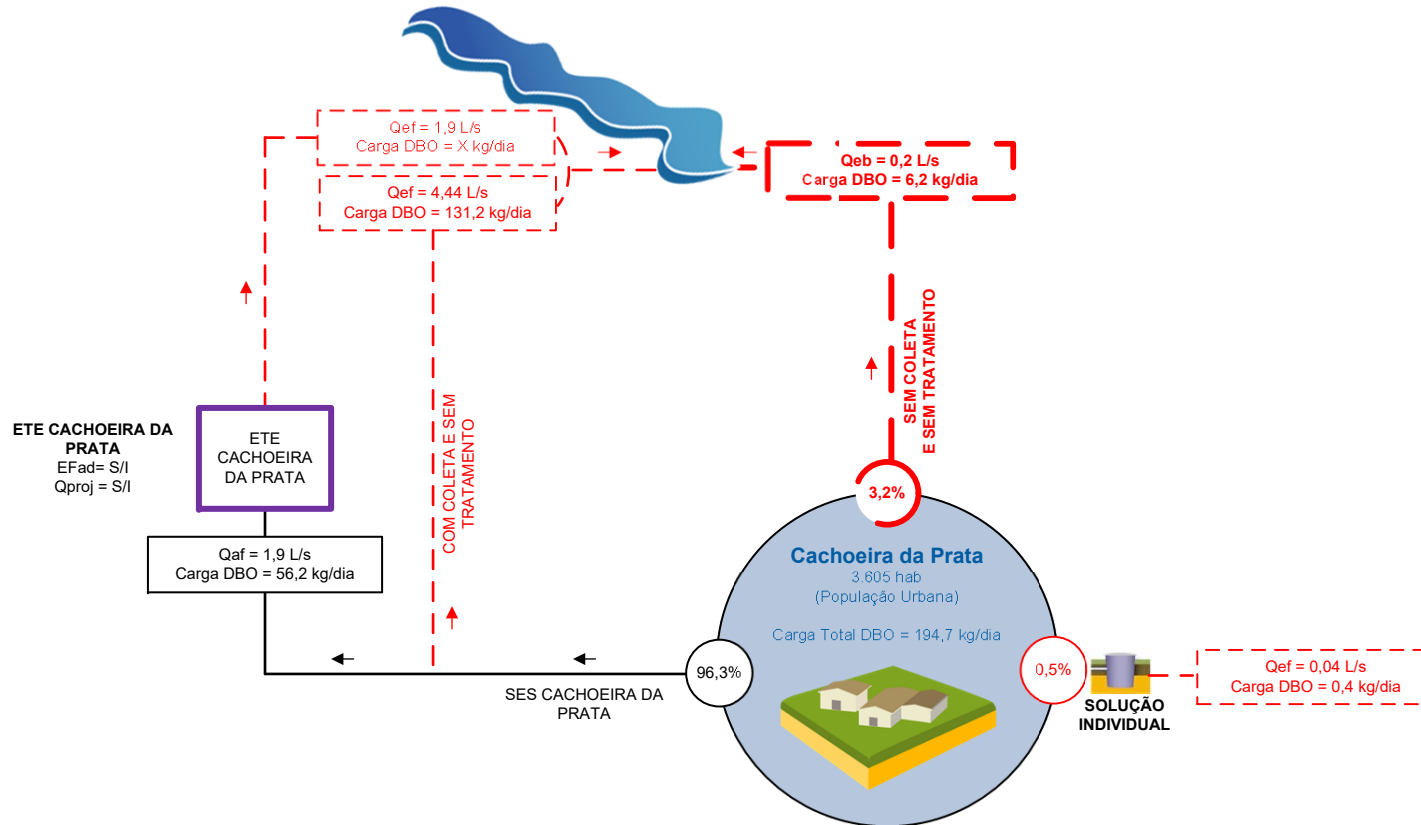 Qef = 1,9 L/s
Carga DBO = X kg/dia
Qef = 4,44 L/s
Carga DBO = 131,2 kg/dia
Qeb = 0,2 L/s
Carga DBO = 6,2 kg/dia
SEM COLETA
E SEM TRATAMENTO
COM COLETA E SEM
TRATAMENTO
ETE CACHOEIRA DA
PRATA
EFad= S/I
Qproj = S/I
ETE
CACHOEIRA
DA PRATA
Qaf = 1,9 L/s
Carga DBO = 56,2 kg/dia
3,2%
Cachoeira da Prata
3.605 hab
(População Urbana)
Carga Total DBO = 194,7 kg/dia
96,3%
SES CACHOEIRA DA
PRATA
0,5%
SOLUÇÃO
INDIVIDUAL
Qef = 0,04 L/s
Carga DBO = 0,4 kg/dia